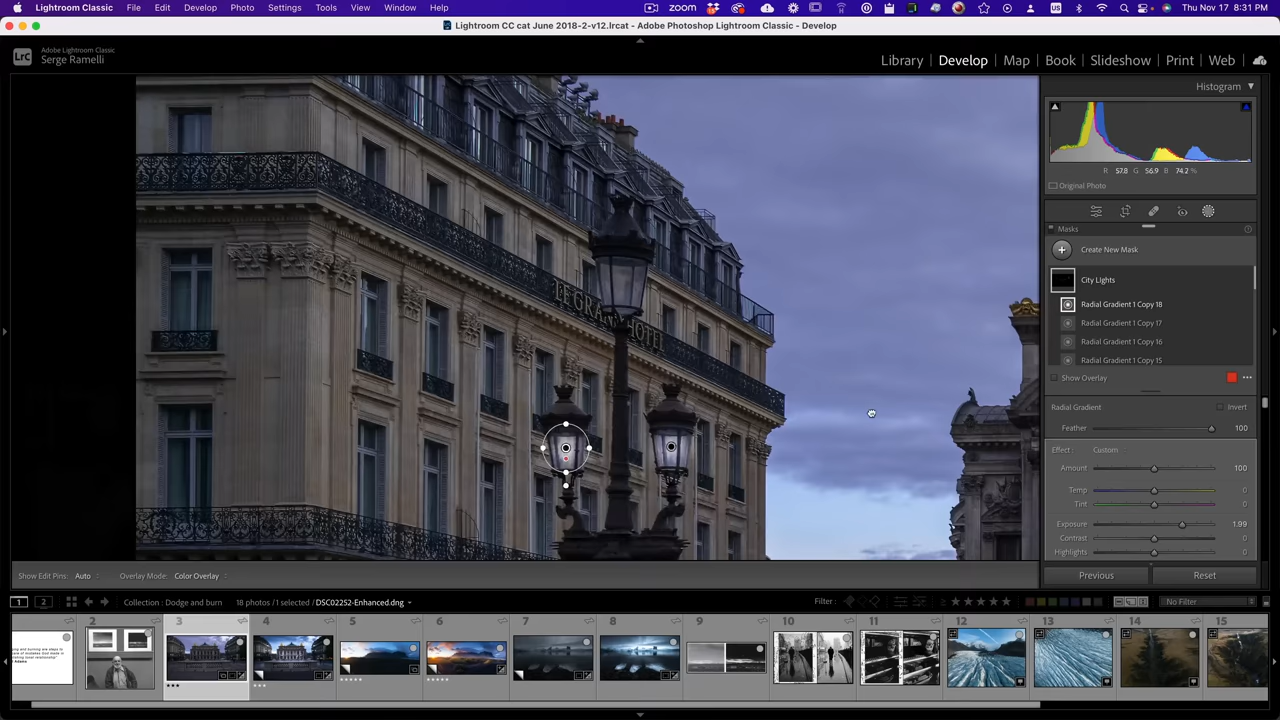 Lightroom Classic File Edit Develop Photo Settings Tools View Window Help zoom Thu Nov 17 8:31 PM
Lightroom CC cat June 2018-2-v12.lrcat - Adobe Photoshop Lightroom Classic - Develop
LrC
Adobe Lightroom Classic
Serge Ramelli
Library | Develop | Map | Book | Slideshow | Print | Web
Histogram
R 57.8 G 56.9 B 74.2 %
Original Photo
Masks
Create New Mask
City Lights
Radial Gradient 1 Copy 18
Radial Gradient 1 Copy 17
Radial Gradient 1 Copy 16
Radial Gradient 1 Copy 15
Show Overlay
Radial Gradient Invert
Feather 100
Effect : Custom
Amount 100
Temp 0
Tint 0
Exposure 1.99
Contrast 0
Highlights 0
Previous Reset
LE GRAND HOTEL
Show Edit Pins: Auto Overlay Mode: Color Overlay
1 2 Collection : Dodge and burn 18 photos / 1 selected / DSC02252-Enhanced.dng Filter : No Filter
2 3 4 5 6 7 8 9 10 11 12 13 14 15